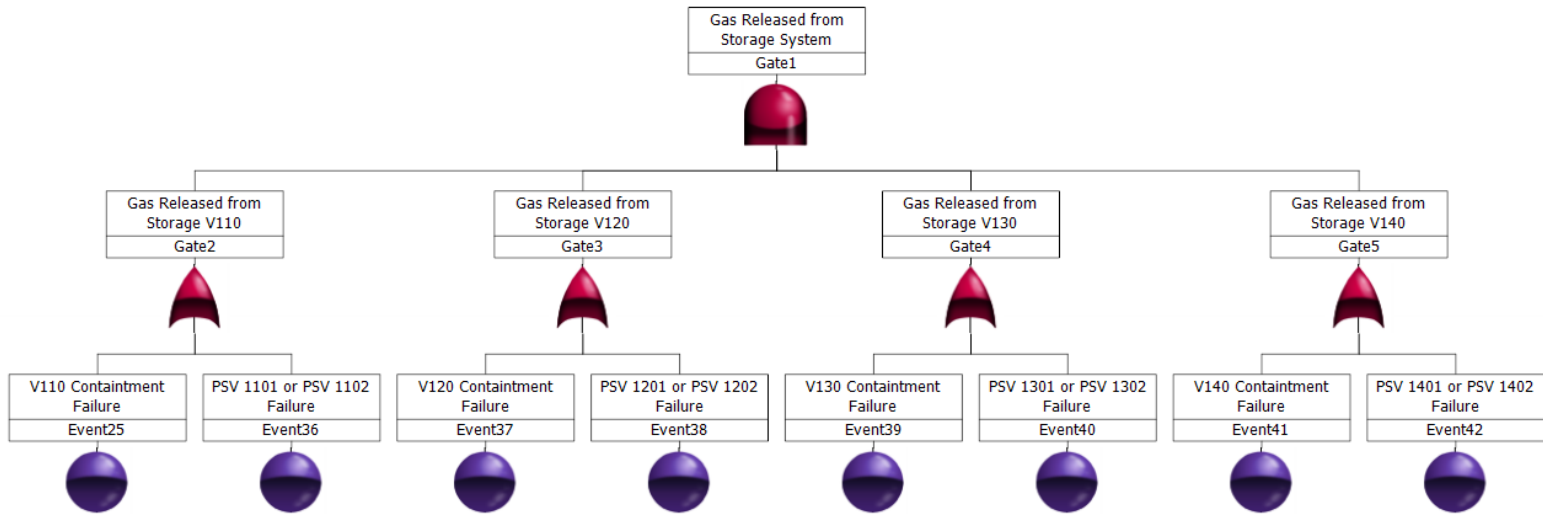 Gas Released from
Storage System
Gate1
Gas Released from
Storage V110
Gate2
Gas Released from
Storage V120
Gate3
Gas Released from
Storage V130
Gate4
Gas Released from
Storage V140
Gate5
V110 Containtment
Failure
Event25
PSV 1101 or PSV 1102
Failure
Event36
V120 Containtment
Failure
Event37
PSV 1201 or PSV 1202
Failure
Event38
V130 Containtment
Failure
Event39
PSV 1301 or PSV 1302
Failure
Event40
V140 Containtment
Failure
Event41
PSV 1401 or PSV 1402
Failure
Event42